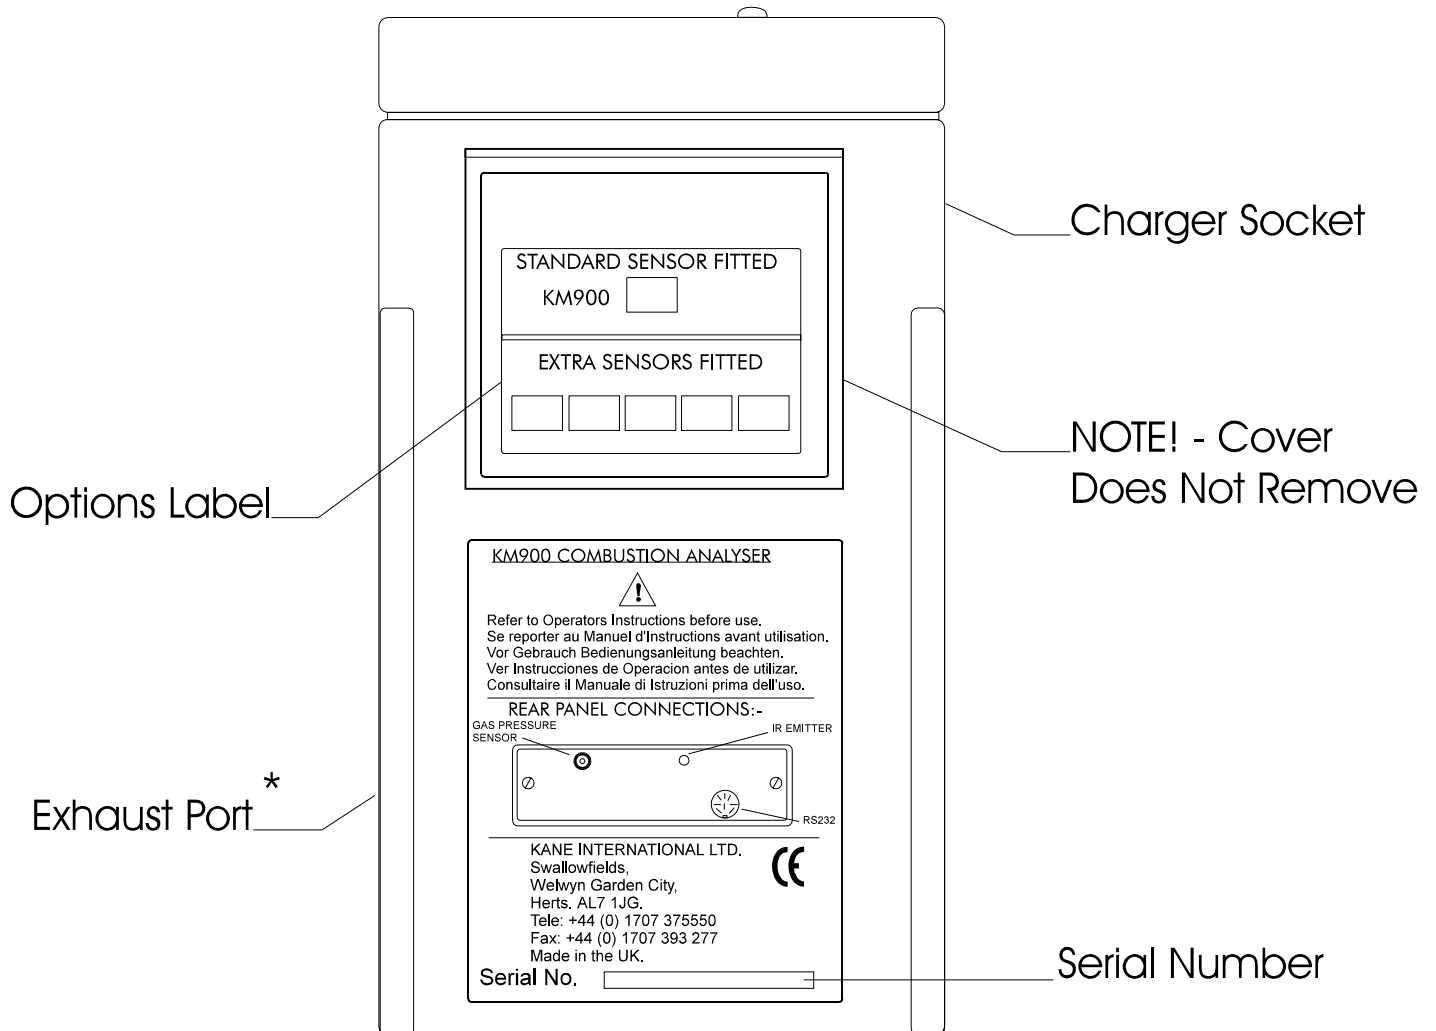 Charger Socket
STANDARD SENSOR FITTED
KM900
EXTRA SENSORS FITTED
NOTE! - Cover
Does Not Remove
Options Label
KM900 COMBUSTION ANALYSER
!
Refer to Operators Instructions before use.
Se reporter au Manuel d'Instructions avant utilisation.
Vor Gebrauch Bedienungsanleitung beachten.
Ver Instrucciones de Operacion antes de utilizar.
Consultaire il Manuale di Istruzioni prima dell'uso.
REAR PANEL CONNECTIONS:-
GAS PRESSURE
SENSOR
IR EMITTER
RS232
Exhaust Port *
KANE INTERNATIONAL LTD.
CE
Swallowfields,
Welwyn Garden City,
Herts. AL7 1JG.
Tele: +44 (0) 1707 375550
Fax: +44 (0) 1707 393 277
Made in the UK.
Serial No.
Serial Number